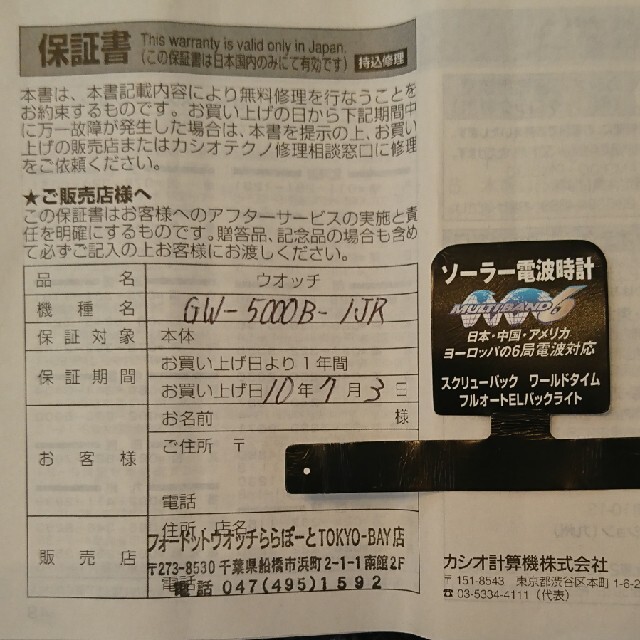 保証書
This warranty is valid only in Japan.
(この保証書は日本国内のみにて有効です)
持込修理
本書は、本書記載内容により無料修理を行なうことを
お約束するものです。お買い上げの日から下記期間中
に万一故障が発生した場合は、本書を提示の上、お買い
上げの販売店またはカシオテクノ修理相談窓口に修理
をご依頼ください。
★ご販売店様へ
この保証書はお客様へのアフターサービスの実施と責
任を明確にするものです。贈答品、記念品の場合も含め
て必ずご記入の上お客様にお渡しください。
品名 ウオッチ
機種名 GW-5000B-1JR
保証対象 本体
保証期間 お買い上げ日より1年間
お買い上げ日 10年7月3日
お客様 お名前 様
ご住所 〒
電話
販売店 住所・店名
フォードットウオッチららぽーとTOKYO-BAY店
〒273-8530 千葉県船橋市浜町2-1-1南館2F
電話
電話 047(495)1592
ソーラー電波時計
MULTI BAND 6
日本・中国・アメリカ
ヨーロッパの6局電波対応
スクリューバック ワールドタイム
フルオートELバックライト
カシオ計算機株式会社
〒151-8543 東京都渋谷区本町1-6-2
☎ 03-5334-4111(代表)